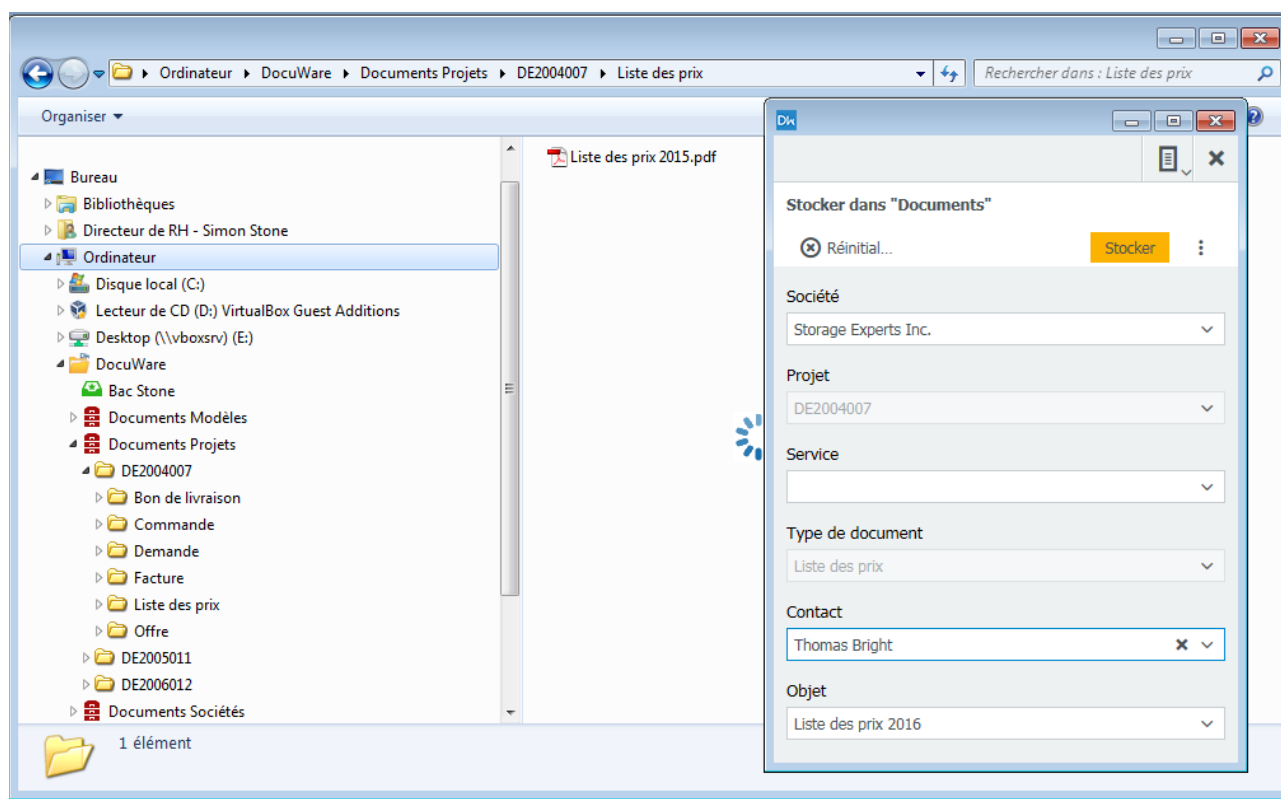 Ordinateur DocuWare Documents Projets DE2004007 Liste des prix
Rechercher dans : Liste des prix
Organiser
Bureau
Bibliothèques
Directeur de RH - Simon Stone
Ordinateur
Disque local (C:)
Lecteur de CD (D:) VirtualBox Guest Additions
Desktop (\\vboxsrv) (E:)
DocuWare
Bac Stone
Documents Modèles
Documents Projets
DE2004007
Bon de livraison
Commande
Demande
Facture
Liste des prix
Offre
DE2005011
DE2006012
Documents Sociétés
Liste des prix 2015.pdf
1 élément
DW
Stocker dans "Documents"
Réinitial... Stocker
Société
Storage Experts Inc.
Projet
DE2004007
Service
Type de document
Liste des prix
Contact
Thomas Bright
Objet
Liste des prix 2016